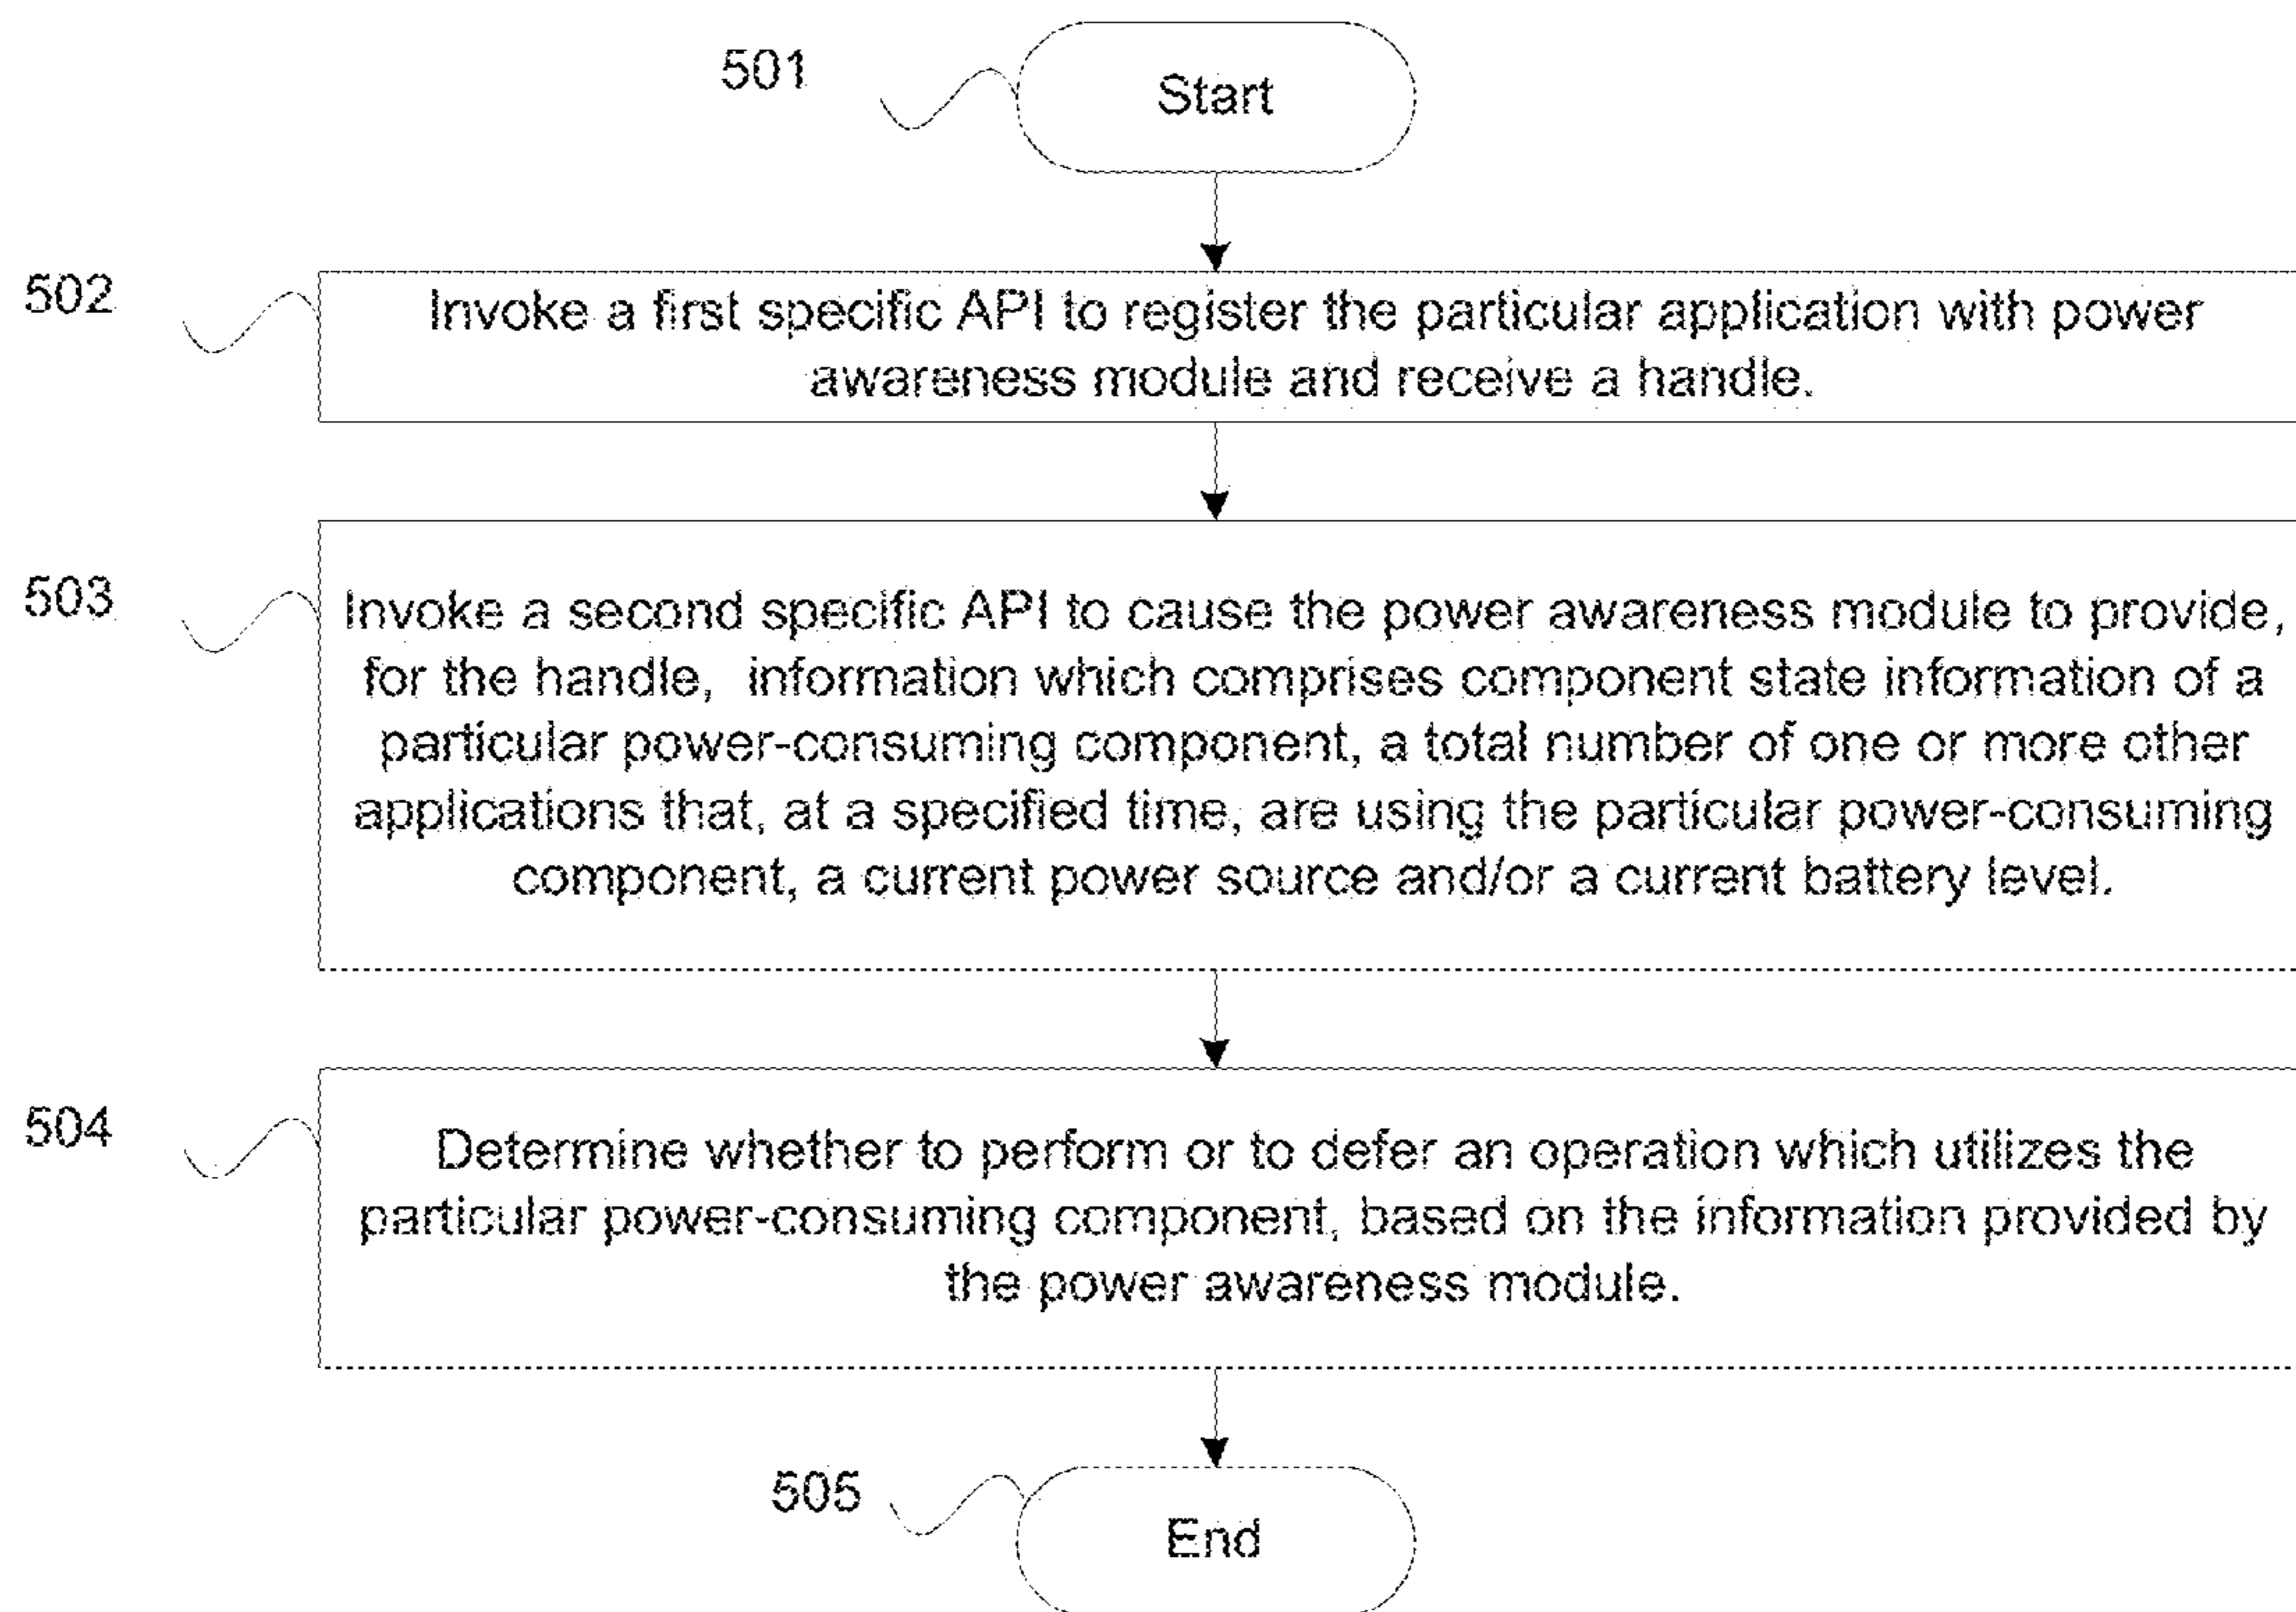 501
Start
502
Invoke a first specific API to register the particular application with power
awareness module and receive a handle.
503
Invoke a second specific API to cause the power awareness module to provide,
for the handle, information which comprises component state information of a
particular power-consuming component, a total number of one or more other
applications that, at a specified time, are using the particular power-consuming
component, a current power source and/or a current battery level.
504
Determine whether to perform or to defer an operation which utilizes the
particular power-consuming component, based on the information provided by
the power awareness module.
505
End